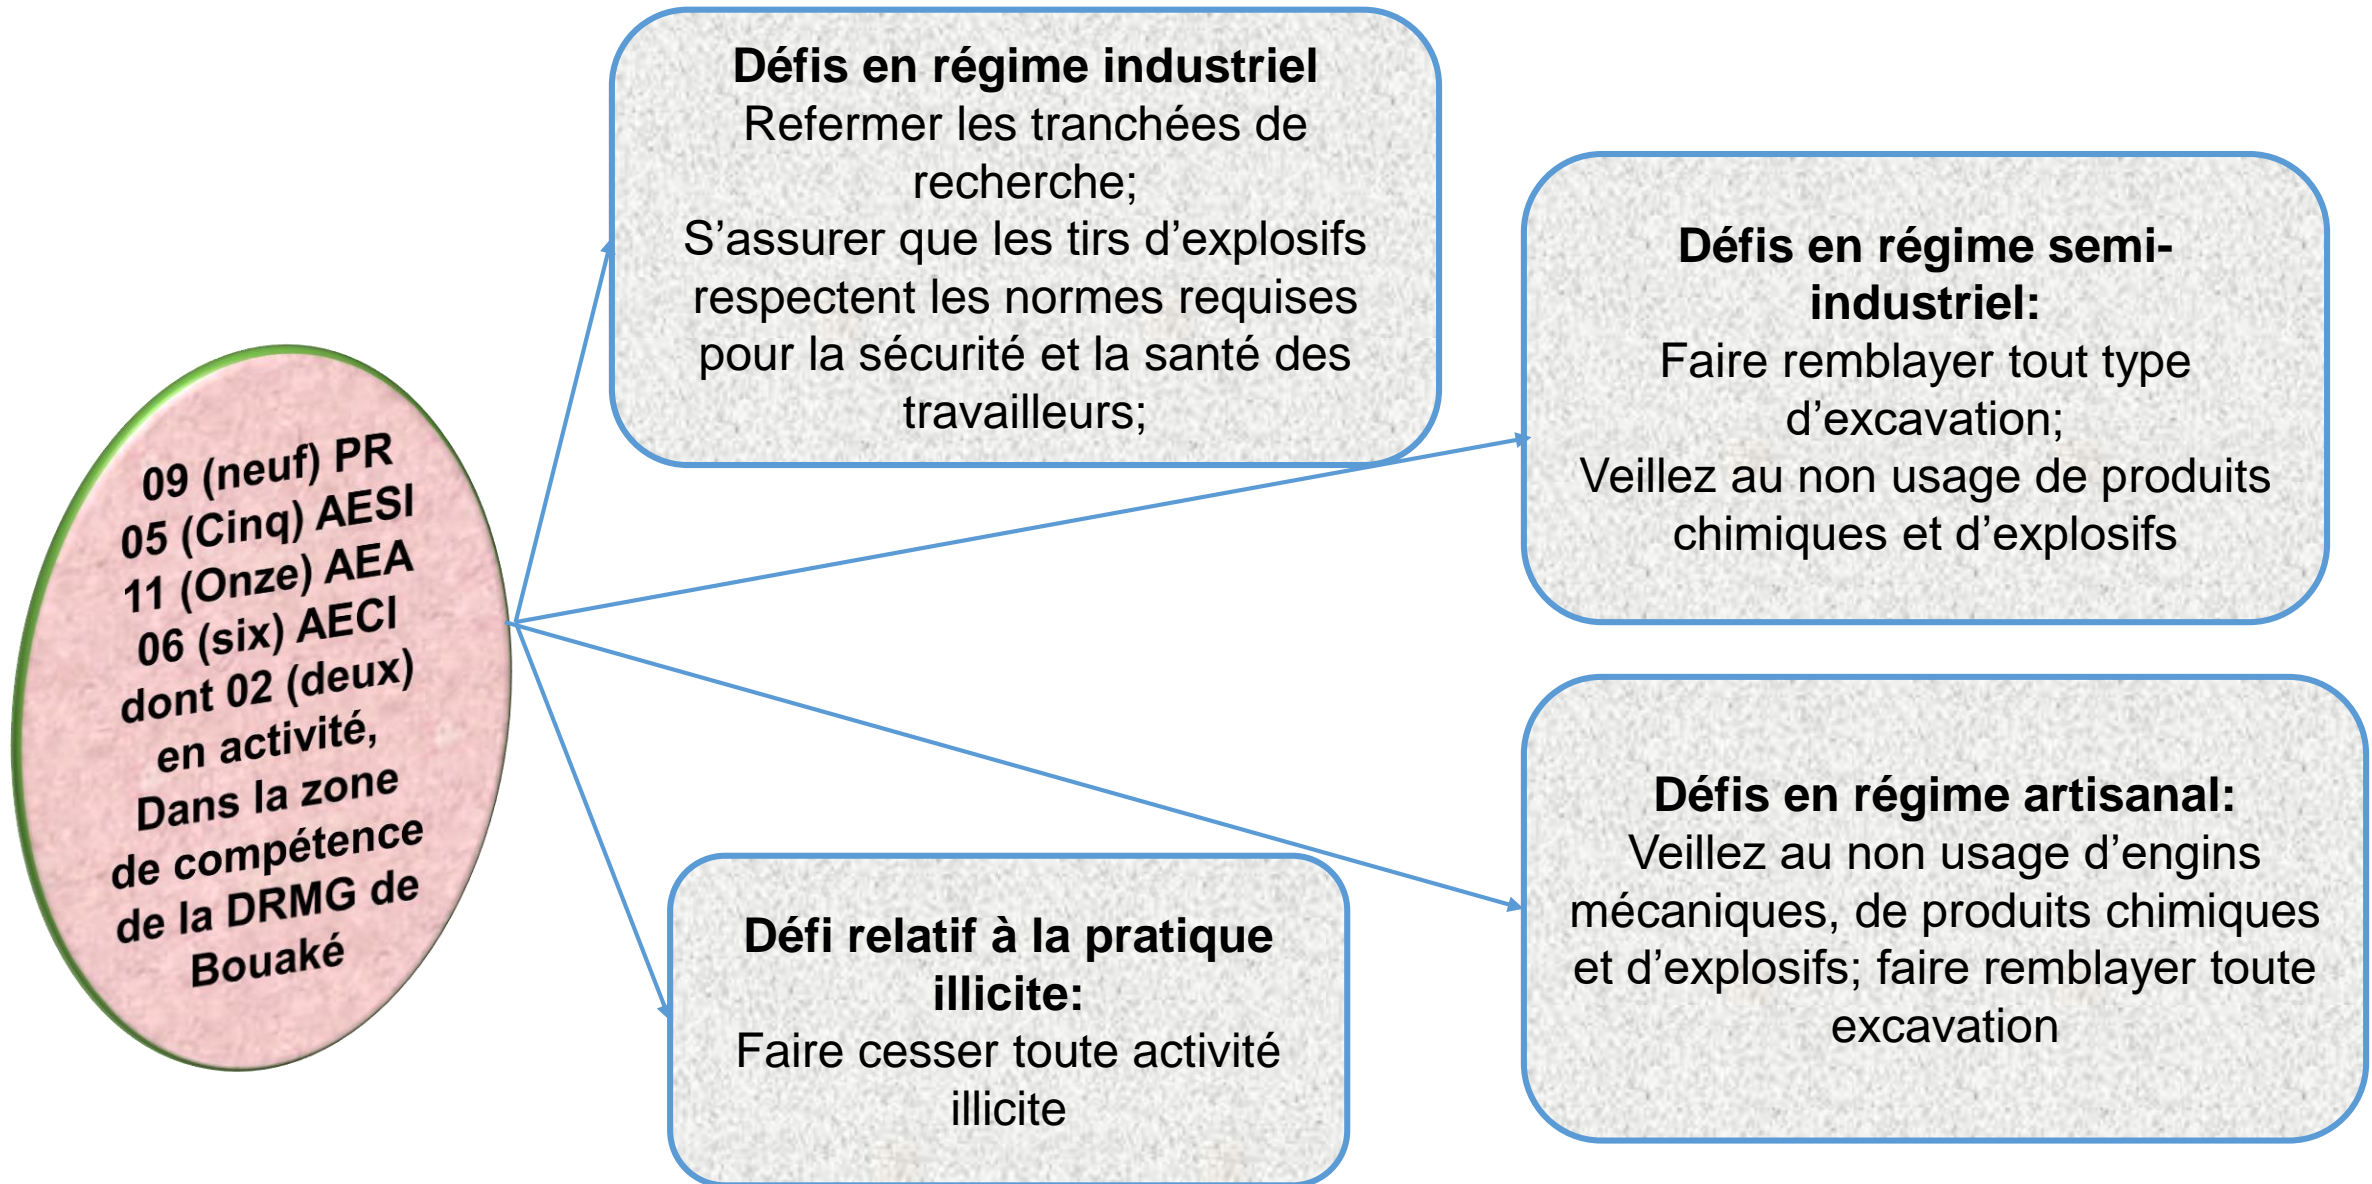 09 (neuf) PR
05 (Cinq) AESI
11 (Onze) AEA
06 (six) AECI
dont 02 (deux)
en activité,
Dans la zone
de compétence
de la DRMG de
Bouaké
Défis en régime industriel
Refermer les tranchées de
recherche;
S’assurer que les tirs d’explosifs
respectent les normes requises
pour la sécurité et la santé des
travailleurs;
Défis en régime semi-
industriel:
Faire remblayer tout type
d’excavation;
Veillez au non usage de produits
chimiques et d’explosifs
Défis en régime artisanal:
Veillez au non usage d’engins
mécaniques, de produits chimiques
et d’explosifs; faire remblayer toute
excavation
Défi relatif à la pratique
illicite:
Faire cesser toute activité
illicite